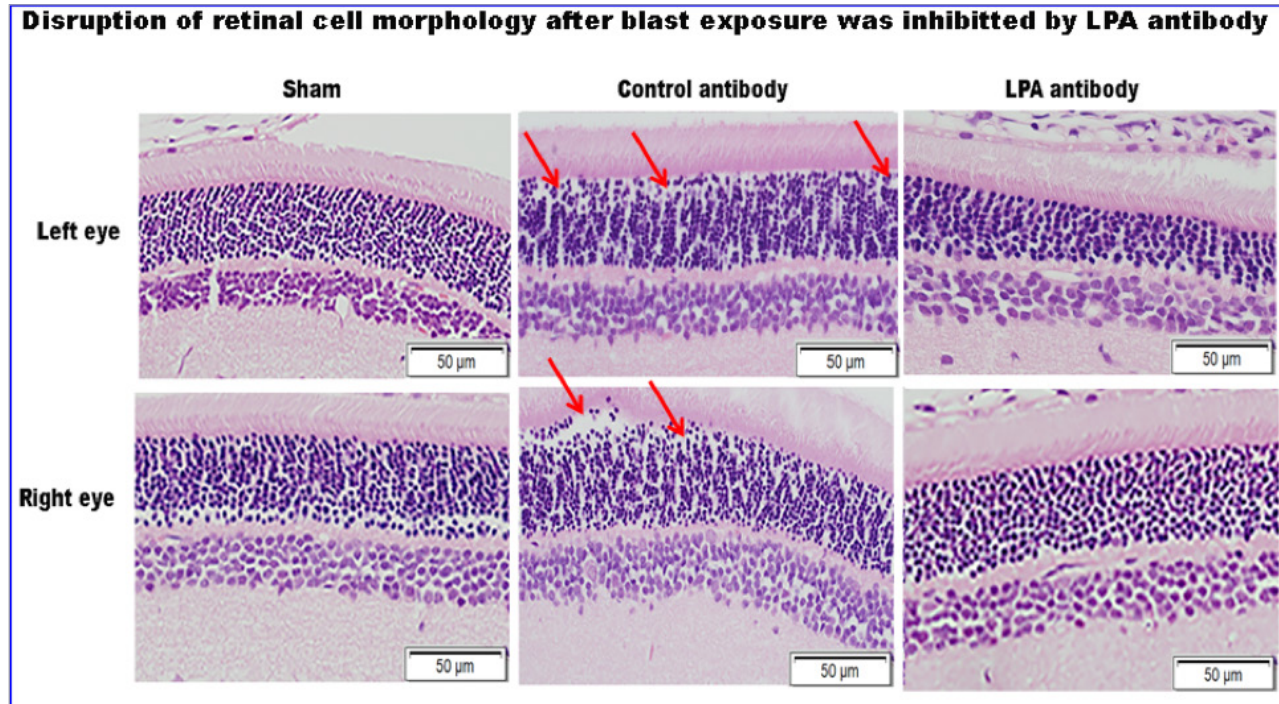 Disruption of retinal cell morphology after blast exposure was inhibitted by LPA antibody
Sham Control antibody LPA antibody
Left eye
50 µm 50 µm 50 µm
Right eye
50 µm 50 µm 50 µm